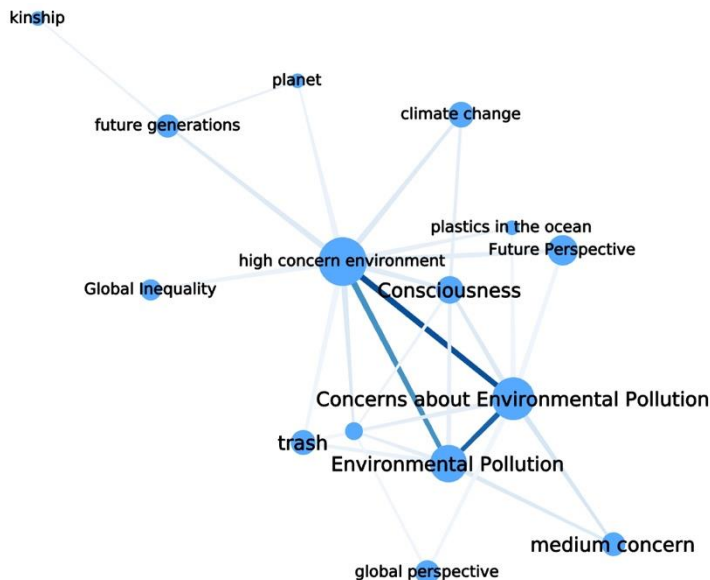 kinship
planet
future generations
climate change
plastics in the ocean
Future Perspective
high concern environment
Global Inequality
Consciousness
Concerns about Environmental Pollution
trash
Environmental Pollution
medium concern
global perspective